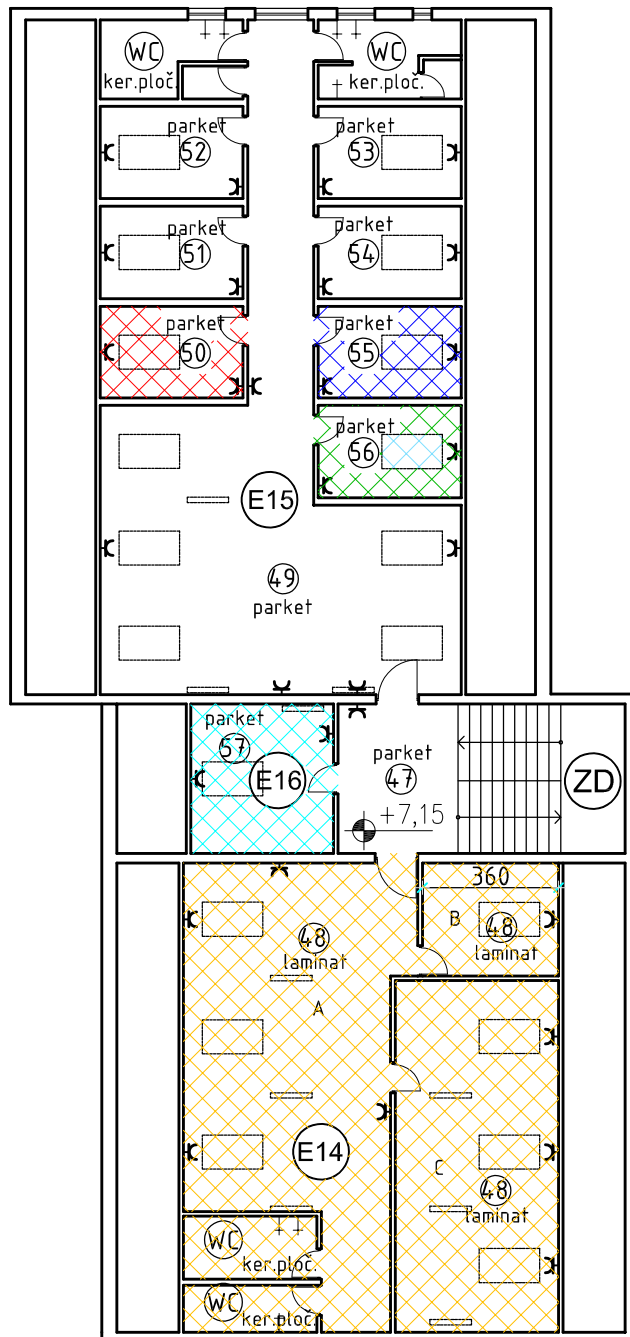 WC
ker.ploč.
WC
ker.ploč.
parket
52
parket
53
parket
51
parket
54
parket
50
parket
55
parket
56
E15
49
parket
parket
57
E16
parket
47
ZD
+7,15
360
48
laminat
B
48
laminat
A
E14
C
48
laminat
WC
ker.ploč.
WC
ker.ploč.